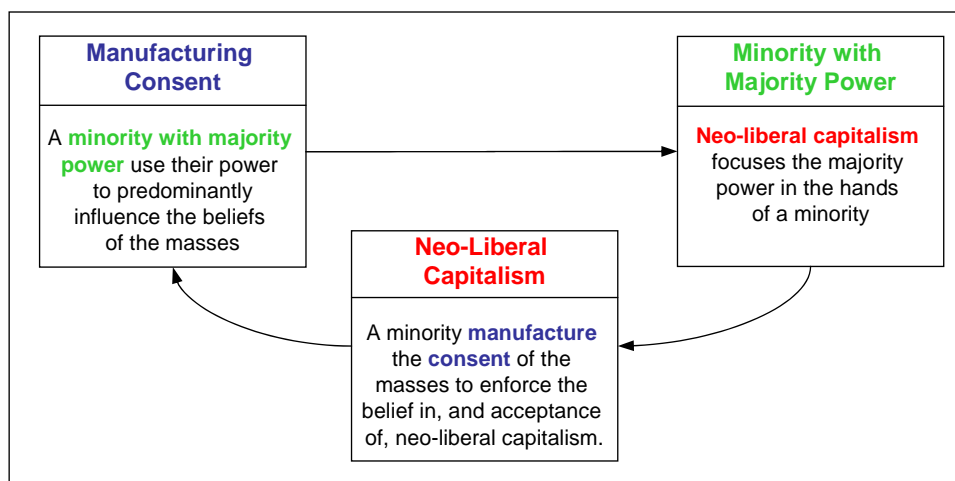 Manufacturing
Consent
A minority with majority
power use their power
to predominantly
influence the beliefs
of the masses
Minority with
Majority Power
Neo-liberal capitalism
focuses the majority
power in the hands
of a minority
Neo-Liberal
Capitalism
A minority manufacture
the consent of the
masses to enforce the
belief in, and acceptance
of, neo-liberal capitalism.